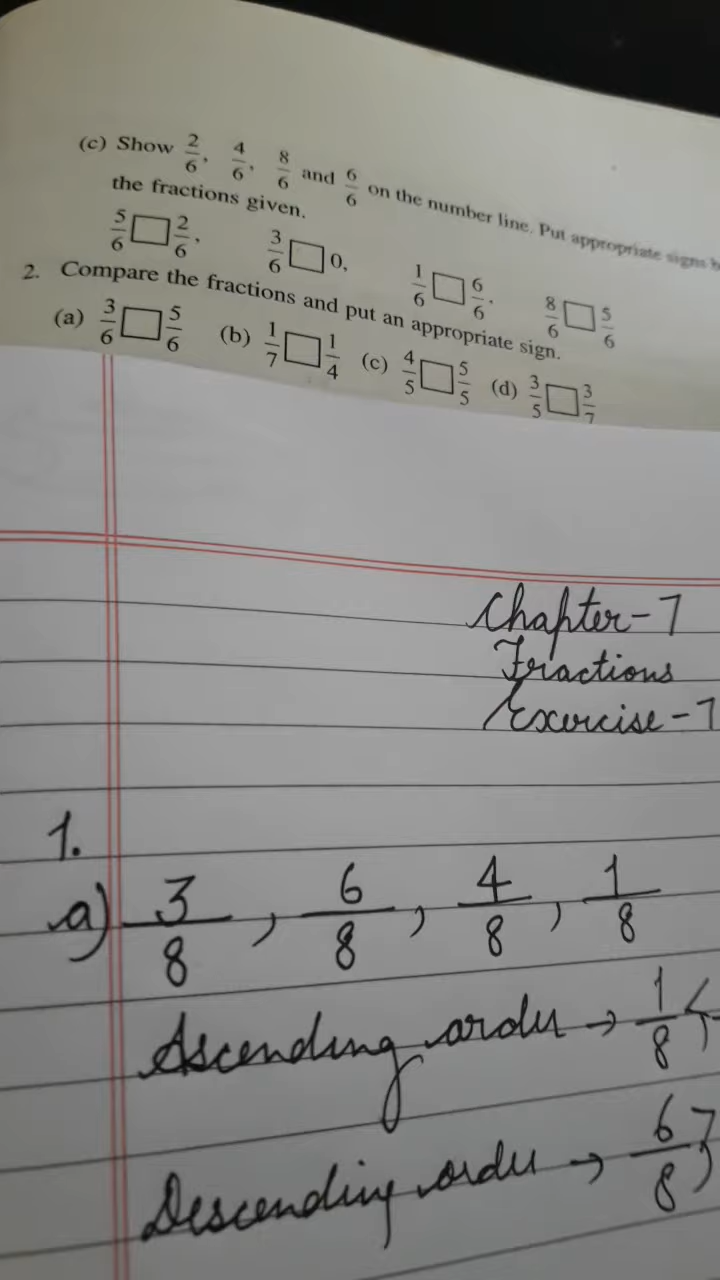 (c) Show 2/6, 4/6, 8/6 and 6/6 on the number line. Put appropriate signs
the fractions given.
5/6 □ 2/6, 3/6 □ 0, 1/6 □ 6/6, 8/6 □ 5/6
2. Compare the fractions and put an appropriate sign.
(a) 3/6 □ 5/6 (b) 1/7 □ 1/4 (c) 4/5 □ 5/5 (d) 3/5 □ 3/7
Chapter-7
Fractions
Exercise-7
1.
a) 3/8, 6/8, 4/8, 1/8
Ascending order → 1/8 <
Descending order → 6/8 >